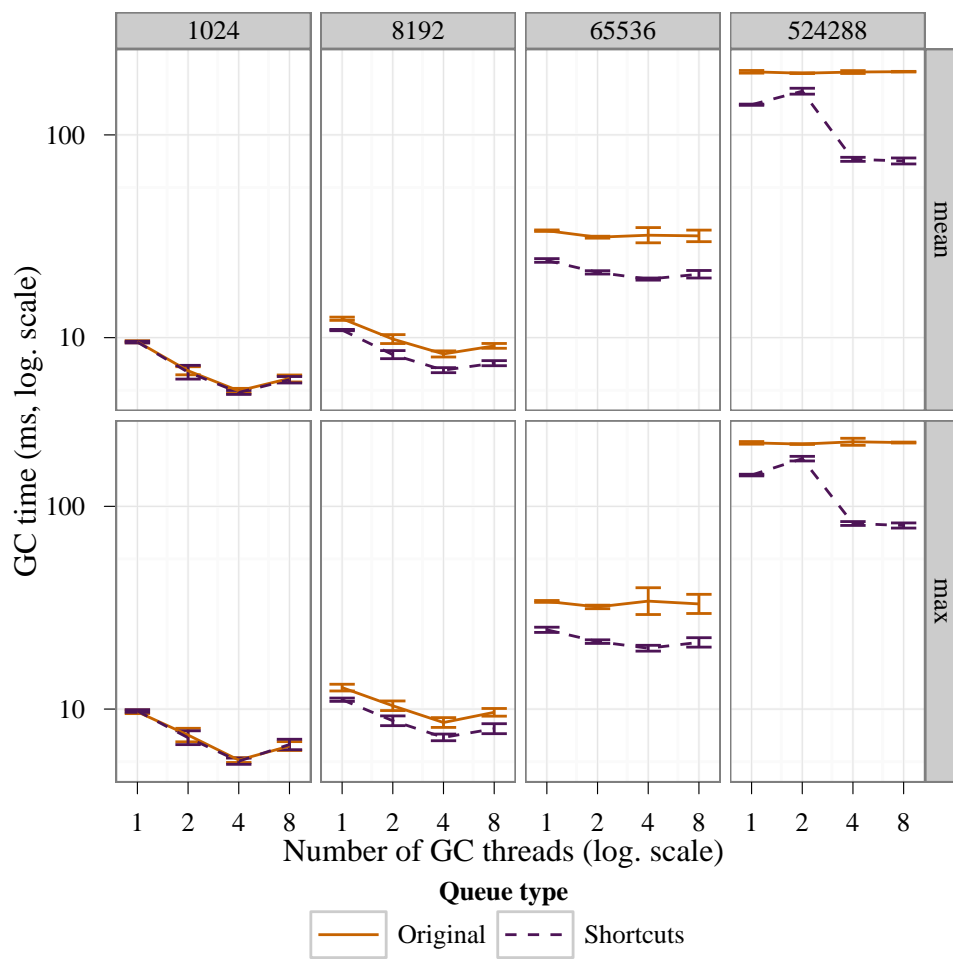 1024 8192 65536 524288
100
10
mean
100
10
max
GC time (ms, log. scale)
1 2 4 8 1 2 4 8 1 2 4 8 1 2 4 8
Number of GC threads (log. scale)
Queue type
Original Shortcuts